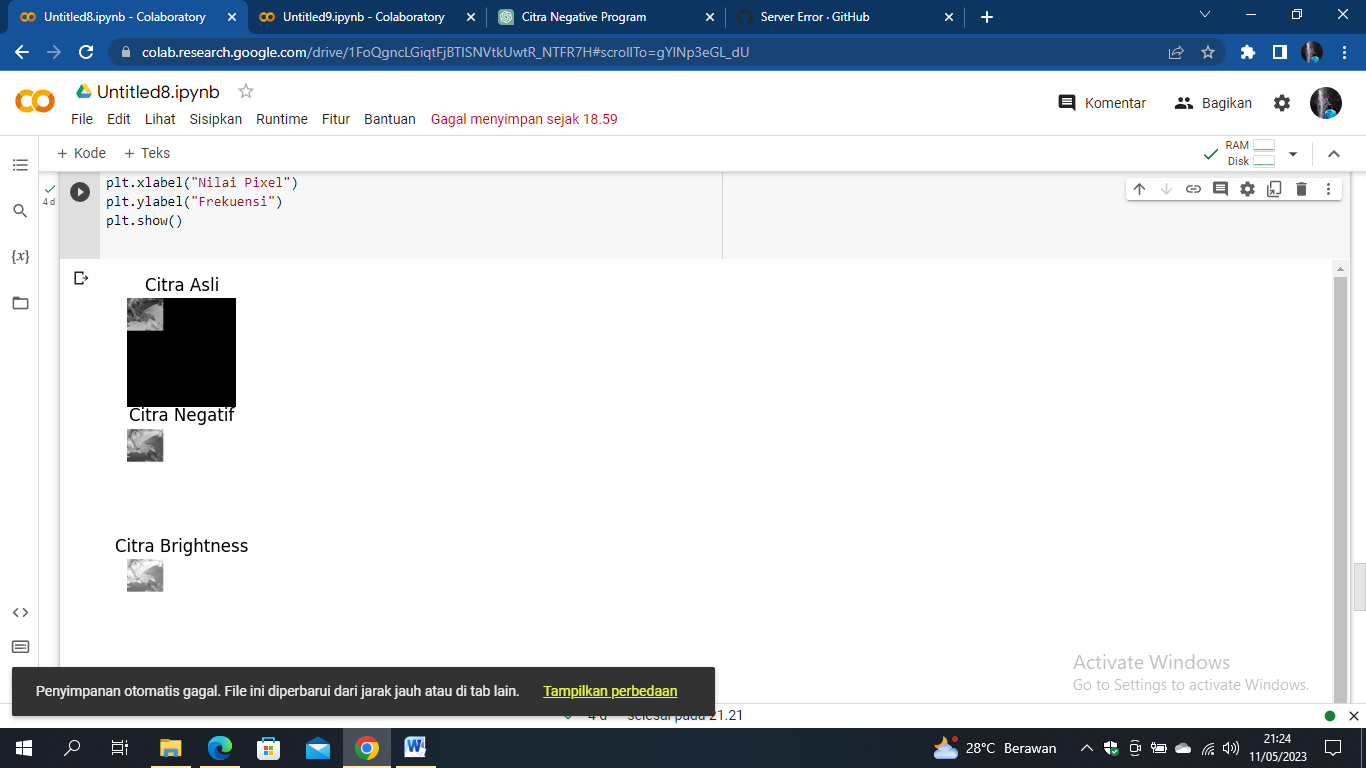 Untitled8.ipynb - Colaboratory
Untitled9.ipynb - Colaboratory
Citra Negative Program
Server Error · GitHub
colab.research.google.com/drive/1FoQgncLGiqtFjBTlSNVtkUwtR_NTFR7H#scrollTo=gYlNp3eGL_dU
Untitled8.ipynb
File Edit Lihat Sisipkan Runtime Fitur Bantuan Gagal menyimpan sejak 18.59
Komentar Bagikan
+ Kode + Teks
RAM
Disk
4 d
plt.xlabel("Nilai Pixel")
plt.ylabel("Frekuensi")
plt.show()
{x}
Citra Asli
Citra Negatif
Citra Brightness
Activate Windows
Go to Settings to activate Windows.
Penyimpanan otomatis gagal. File ini diperbarui dari jarak jauh atau di tab lain. Tampilkan perbedaan
4 d selesai pada 21.21
28°C Berawan
21:24
11/05/2023